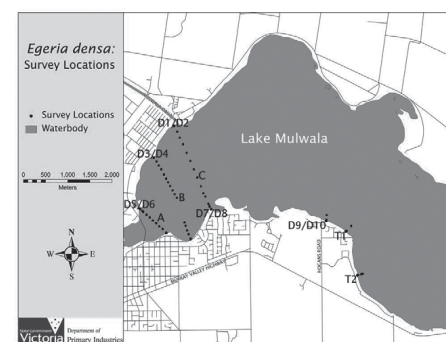 Egeria densa:
Survey Locations
Survey Locations
Waterbody
0 500 1,000 1,500 2,000
Meters
N
W E
S
State Government
Victoria
Department of
Primary Industries
D1/D2
Lake Mulwala
D3/D4
C
B
D5/D6
A
D7/D8
D9/D10
T1
HOGANS ROAD
T2
MURRAY VALLEY HIGHWAY